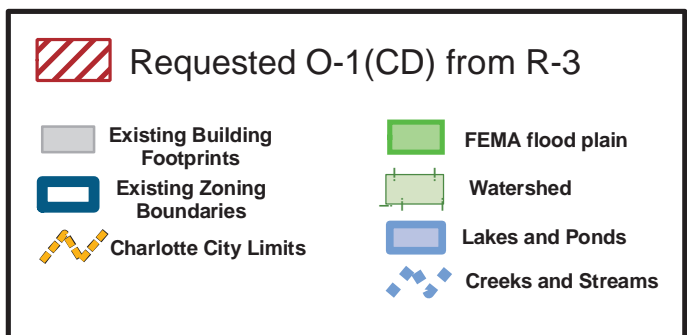 Requested O-1(CD) from R-3
Existing Building
Footprints
Existing Zoning
Boundaries
Charlotte City Limits
FEMA flood plain
Watershed
Lakes and Ponds
Creeks and Streams